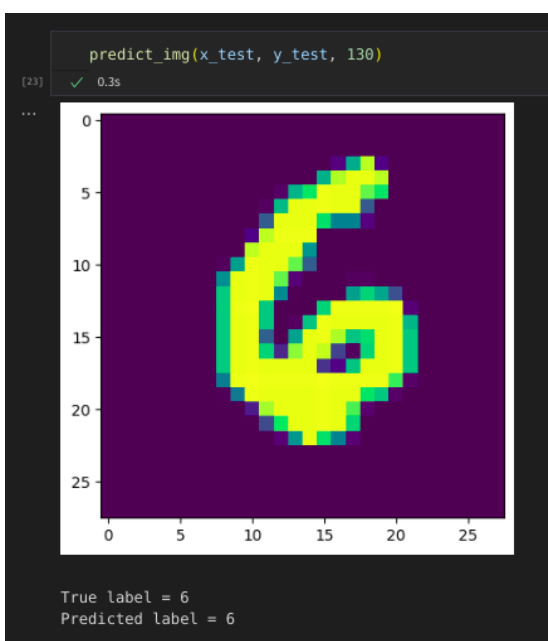 predict_img(x_test, y_test, 130)
[23] ✓ 0.3s
...
0
5
10
15
20
25
0 5 10 15 20 25
6
True label = 6
Predicted label = 6